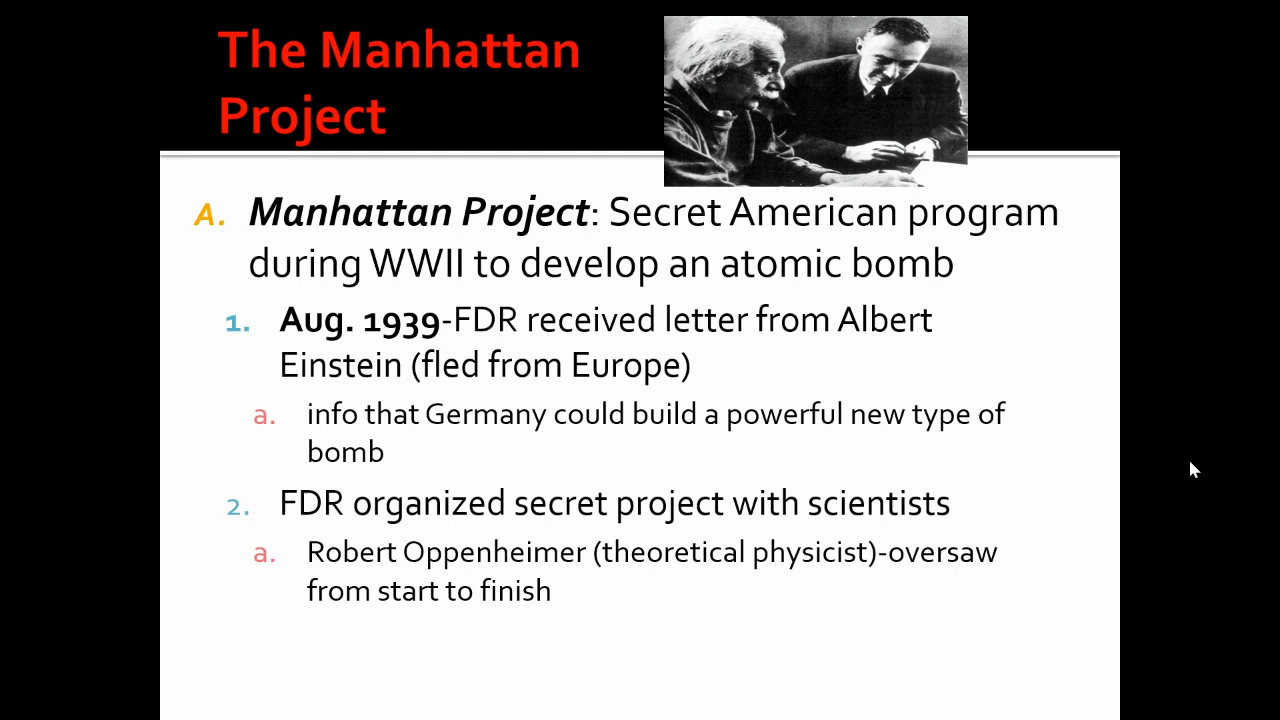 The Manhattan
Project
A. Manhattan Project: Secret American program
during WWII to develop an atomic bomb
1. Aug. 1939-FDR received letter from Albert
Einstein (fled from Europe)
a. info that Germany could build a powerful new type of
bomb
2. FDR organized secret project with scientists
a. Robert Oppenheimer (theoretical physicist)-oversaw
from start to finish